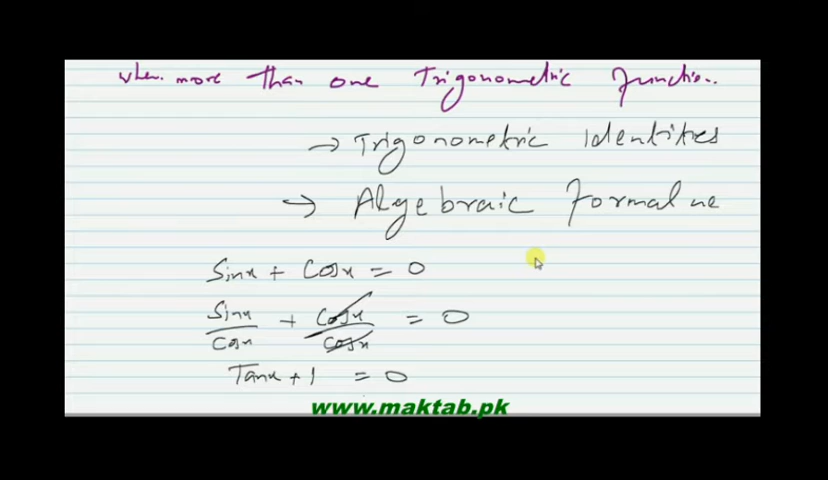 when more than one Trigonometric function.
→ Trigonometric Identities
→ Algebraic Formulae
Sinx + Cosx = 0
Sinx/Cosx + Cosx/Cosx = 0
Tanx + 1 = 0
www.maktab.pk